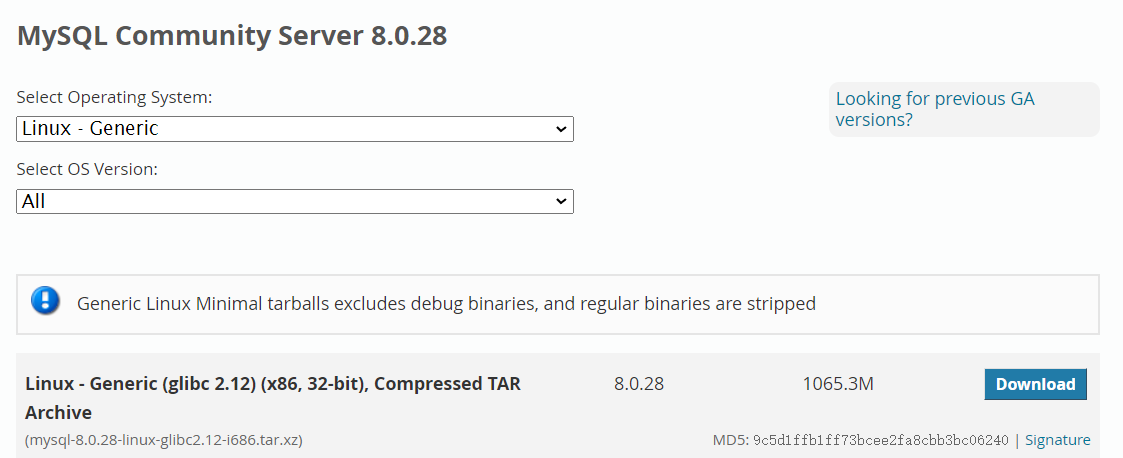 MySQL Community Server 8.0.28
Select Operating System:
Looking for previous GA
versions?
Linux - Generic
Select OS Version:
All
Generic Linux Minimal tarballs excludes debug binaries, and regular binaries are stripped
Linux - Generic (glibc 2.12) (x86, 32-bit), Compressed TAR 8.0.28 1065.3M Download
Archive
(mysql-8.0.28-linux-glibc2.12-i686.tar.xz) MD5: 9c5d1ffb1ff73bcee2fa8cbb3bc06240 | Signature